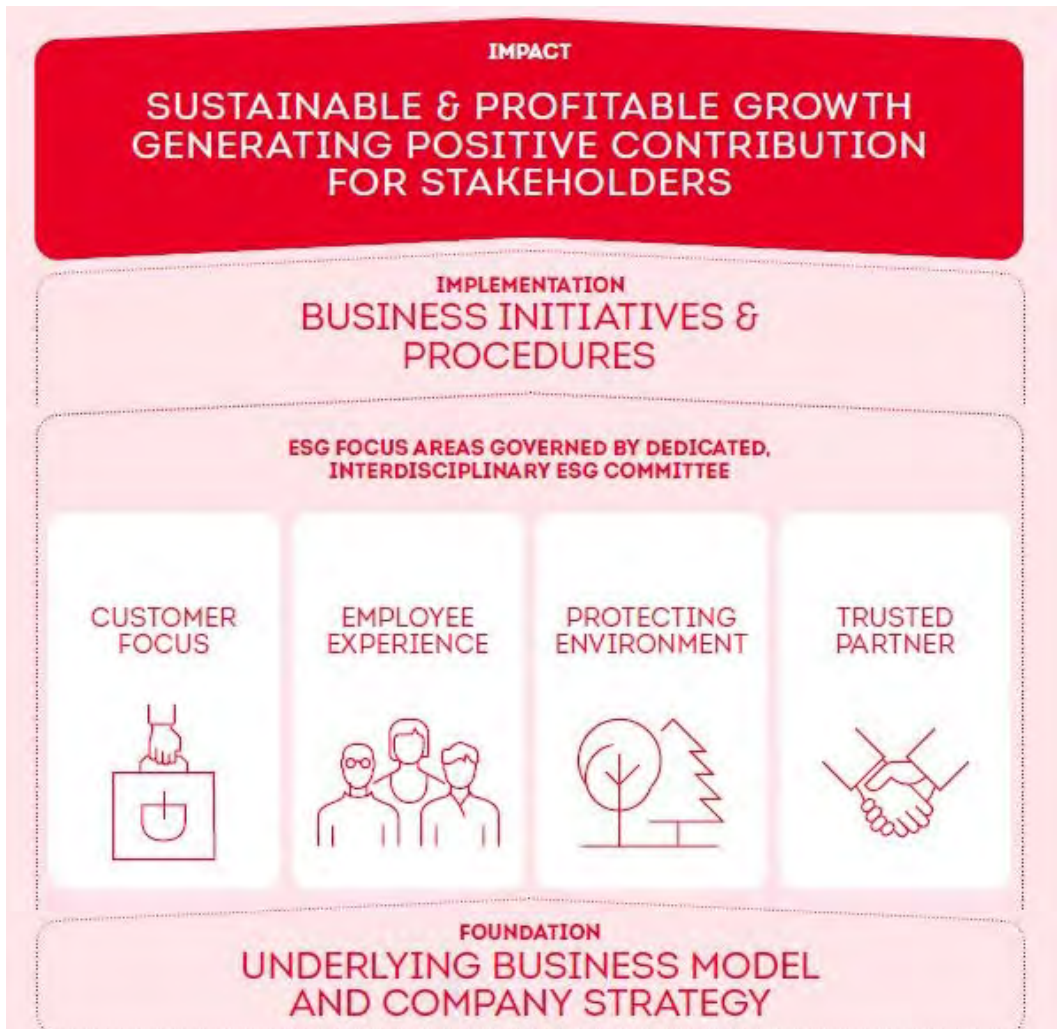 IMPACT
SUSTAINABLE & PROFITABLE GROWTH
GENERATING POSITIVE CONTRIBUTION
FOR STAKEHOLDERS
IMPLEMENTATION
BUSINESS INITIATIVES &
PROCEDURES
ESG FOCUS AREAS GOVERNED BY DEDICATED,
INTERDISCIPLINARY ESG COMMITTEE
CUSTOMER
FOCUS
EMPLOYEE
EXPERIENCE
PROTECTING
ENVIRONMENT
TRUSTED
PARTNER
FOUNDATION
UNDERLYING BUSINESS MODEL
AND COMPANY STRATEGY